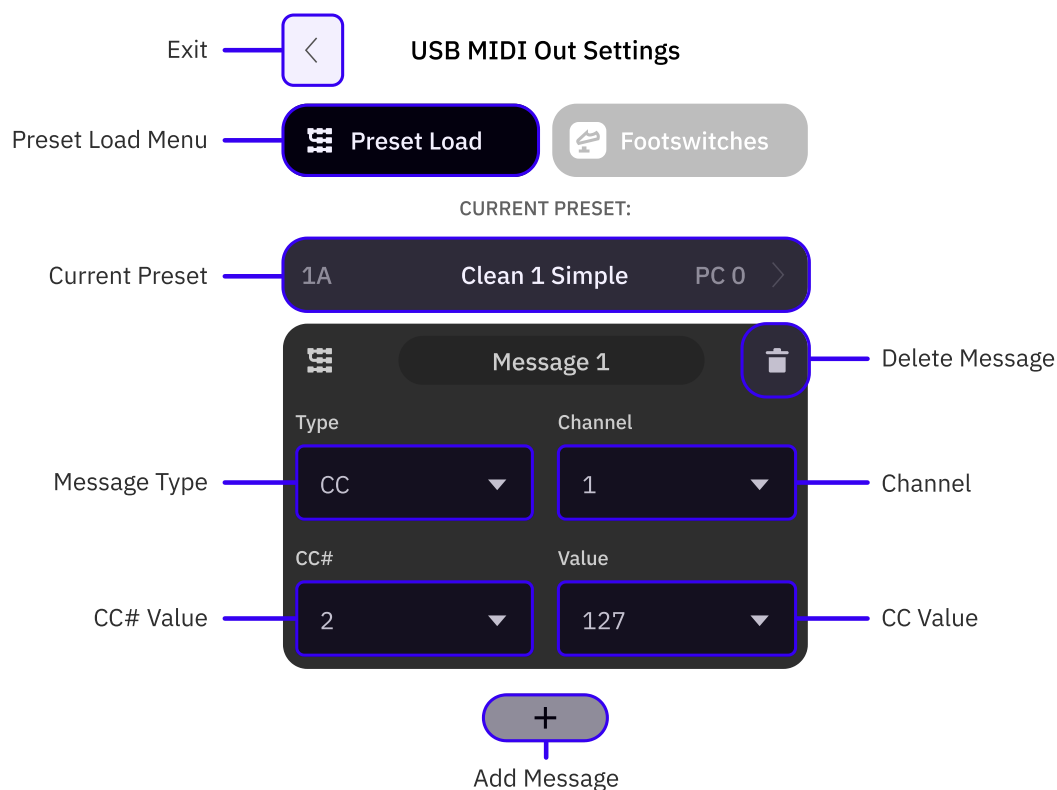 Exit
USB MIDI Out Settings
Preset Load Menu
Preset Load
Footswitches
CURRENT PRESET:
Current Preset
1A
Clean 1 Simple
PC 0
Message 1
Delete Message
Type
Channel
Message Type
CC
1
Channel
CC#
Value
CC# Value
2
127
CC Value
+
Add Message